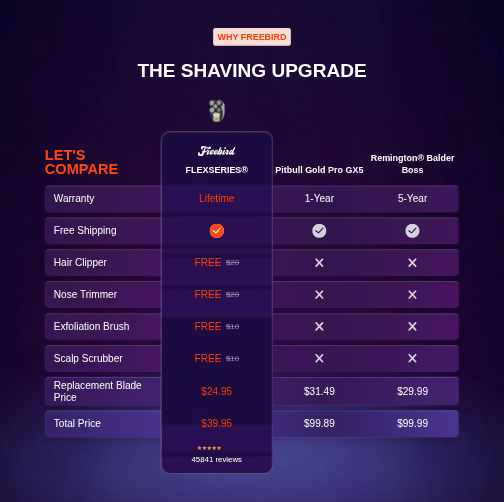 WHY FREEBIRD
THE SHAVING UPGRADE
LET'S
COMPARE
Freebird
FLEXSERIES®
Pitbull Gold Pro GX5
Remington® Balder
Boss
Warranty Lifetime 1-Year 5-Year
Free Shipping
Hair Clipper FREE $20
Nose Trimmer FREE $20
Exfoliation Brush FREE $10
Scalp Scrubber FREE $10
Replacement Blade
Price $24.95 $31.49 $29.99
Total Price $39.95 $99.89 $99.99
45841 reviews